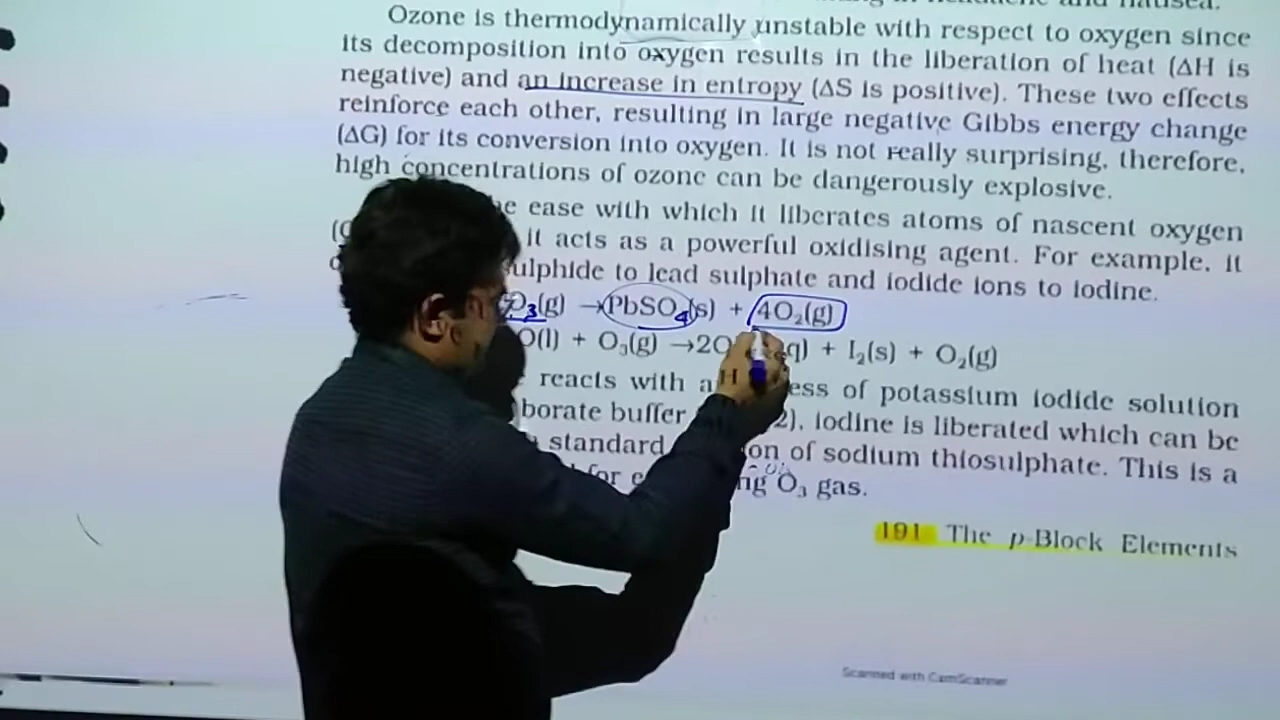 Ozone is thermodynamically unstable with respect to oxygen since
its decomposition into oxygen results in the liberation of heat (ΔH is
negative) and an increase in entropy (ΔS is positive). These two effects
reinforce each other, resulting in large negative Gibbs energy change
(ΔG) for its conversion into oxygen. It is not really surprising, therefore,
high concentrations of ozone can be dangerously explosive.
ease with which it liberates atoms of nascent oxygen
it acts as a powerful oxidising agent. For example, it
sulphide to lead sulphate and iodide ions to iodine.
O₃(g) →PbSO₄(s) + 4O₂(g)
O(l) + O₃(g) →2O q) + I₂(s) + O₂(g)
reacts with a ess of potassium iodide solution
borate buffer 2), iodine is liberated which can be
standard on of sodium thiosulphate. This is a
for O₃ gas.
191 The p-Block Elements
Scanned with CamScanner